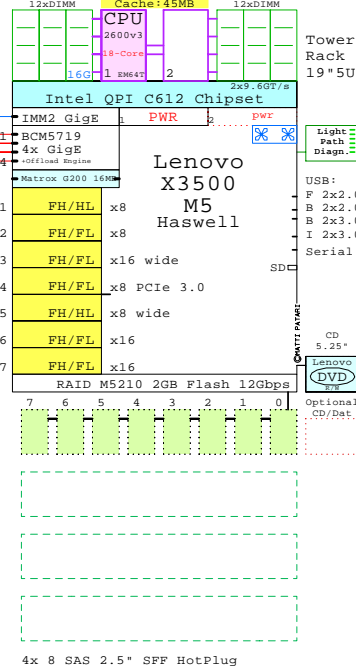 12xDIMM Cache:45MB 12xDIMM
CPU
2600v3
18-Core
16G 1 EM64T 2
Tower
Rack
19"5U
2x9.6GT/s
Intel QPI C612 Chipset
IMM2 GigE 1 PWR 2 pwr
1 BCM5719
4x GigE
4 +Offload Engine
Matrox G200 16MB
Light
Path
Diagn.
Lenovo
X3500
M5
Haswell
USB:
F 2x2.0
B 2x2.0
B 2x3.0
I 2x3.0
Serial
SD
1 FH/HL x8
2 FH/FL x8
3 FH/FL x16 wide
4 FH/FL x8 PCIe 3.0
5 FH/HL x8 wide
6 FH/FL x16
7 FH/FL x16
©MATTI PATARI
CD
5.25"
Lenovo
DVD
R/W
RAID M5210 2GB Flash 12Gbps
7 6 5 4 3 2 1 0
Optional
CD/Dat
4x 8 SAS 2.5" SFF HotPlug